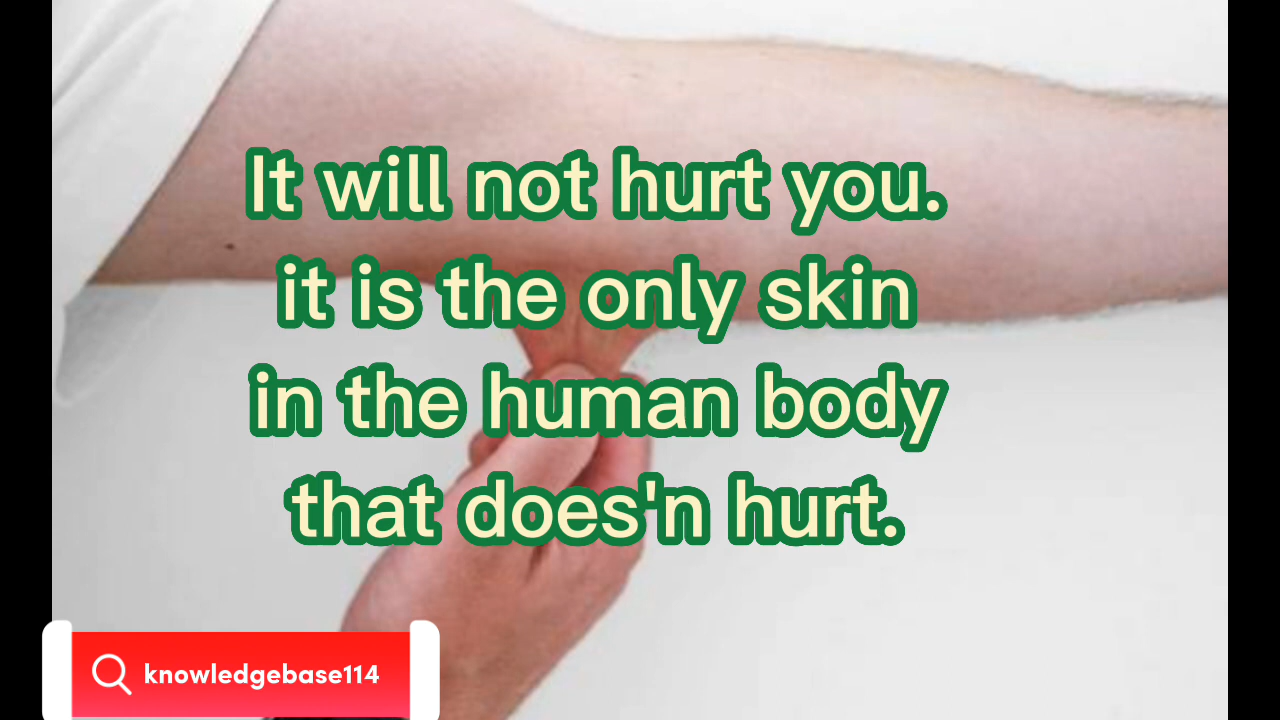 It will not hurt you.
it is the only skin
in the human body
that does'n hurt.
knowledgebase114